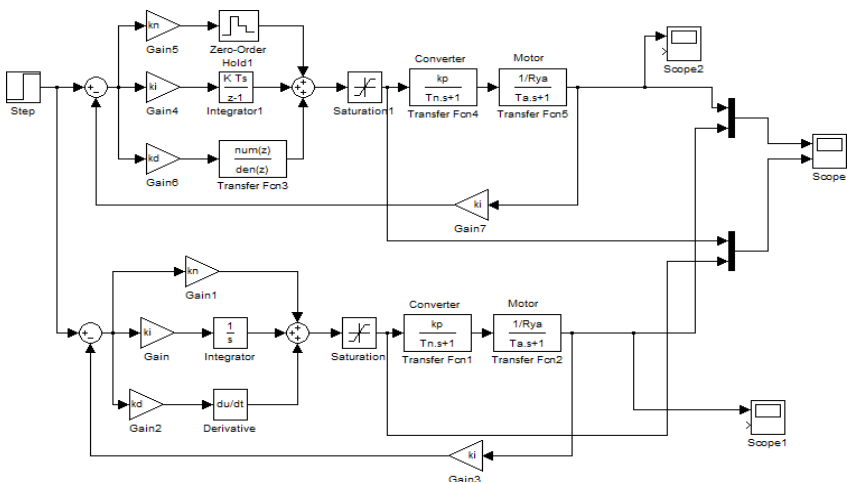 kn
Gain5
Zero-Order
Hold1
Step
+
−
ki
Gain4
K Ts
z-1
Integrator1
+
+
+
Saturation1
Converter
kp
Tn.s+1
Transfer Fcn4
Motor
1/Rya
Ta.s+1
Transfer Fcn5
Scope2
Scope
kd
Gain6
num(z)
den(z)
Transfer Fcn3
ki
Gain7
kn
Gain1
+
−
ki
Gain
1
s
Integrator
+
+
+
Saturation
Converter
kp
Tn.s+1
Transfer Fcn1
Motor
1/Rya
Ta.s+1
Transfer Fcn2
kd
Gain2
du/dt
Derivative
Scope1
ki
Gain3